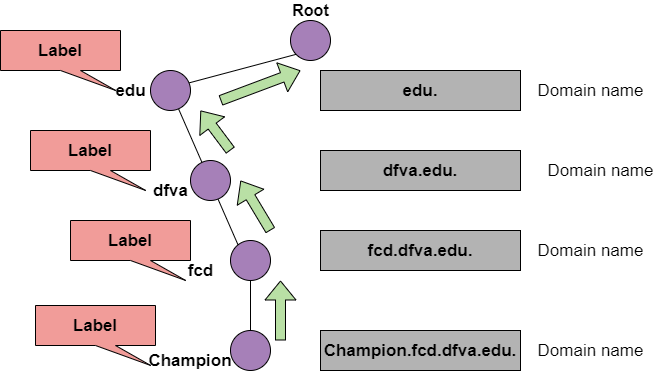 Root
Label
edu
edu.
Domain name
Label
dfva
dfva.edu.
Domain name
Label
fcd
fcd.dfva.edu.
Domain name
Label
Champion
Champion.fcd.dfva.edu.
Domain name